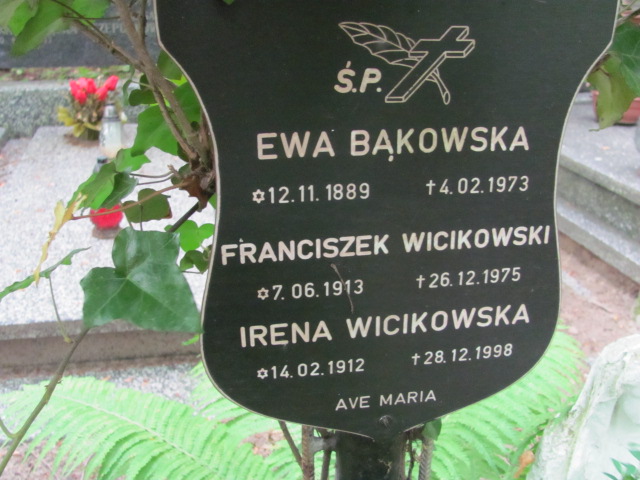 Ś.P.
EWA BĄKOWSKA
✡12.11.1889 †4.02.1973
FRANCISZEK WICIKOWSKI
✡7.06.1913 †26.12.1975
IRENA WICIKOWSKA
✡14.02.1912 †28.12.1998
AVE MARIA